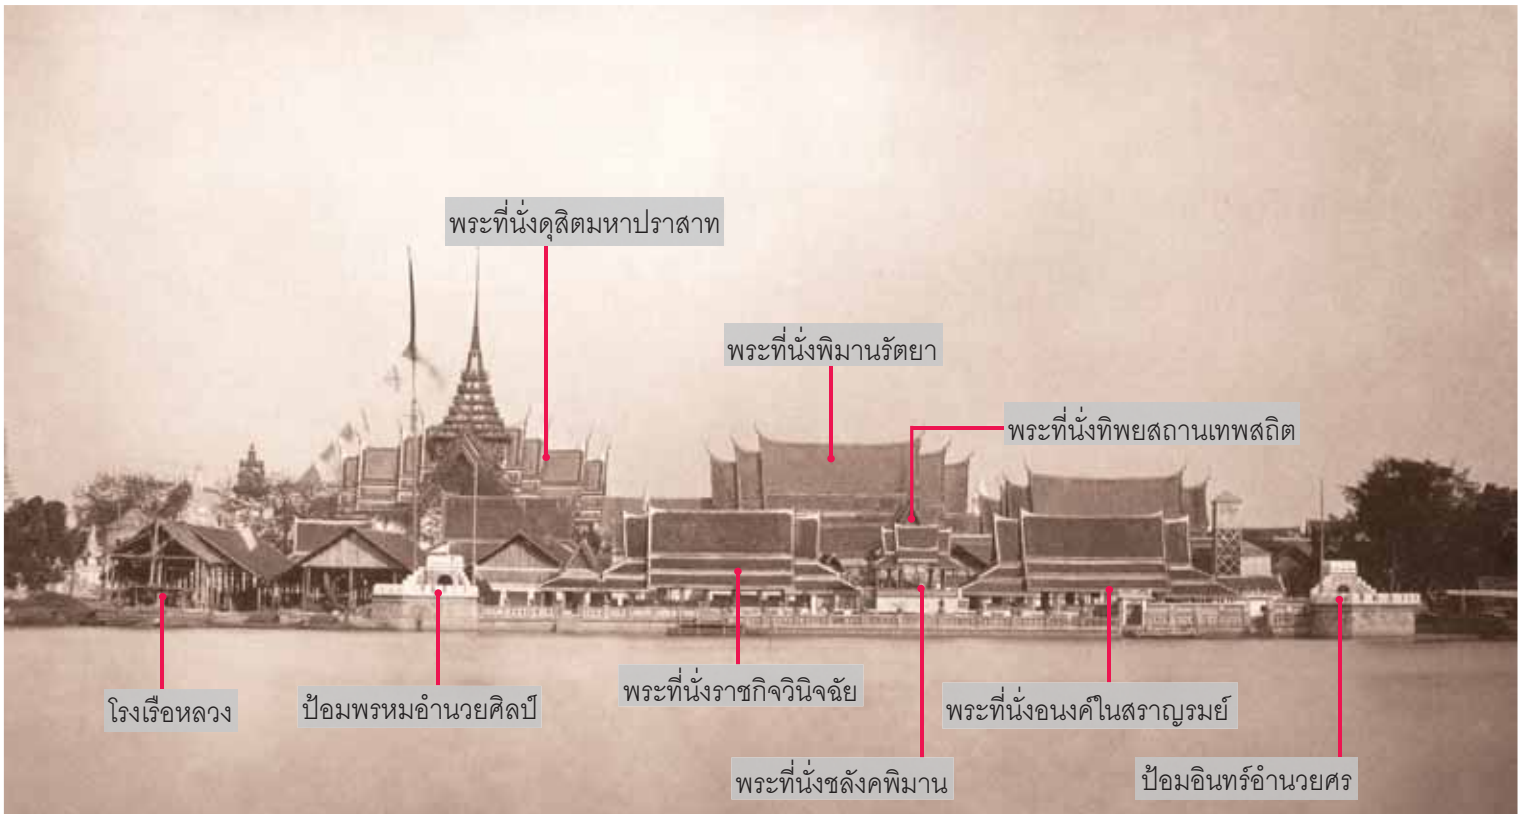 พระที่นั่งดุสิตมหาปราสาท
พระที่นั่งพิมานรัตยา
พระที่นั่งทิพยสถานเทพสถิต
พระที่นั่งราชกิจวินิจฉัย
โรงเรือหลวง
ป้อมพรหมอำนวยศิลป์
พระที่นั่งอนงค์ในสราญรมย์
พระที่นั่งชลังคพิมาน
ป้อมอินทร์อำนวยศร